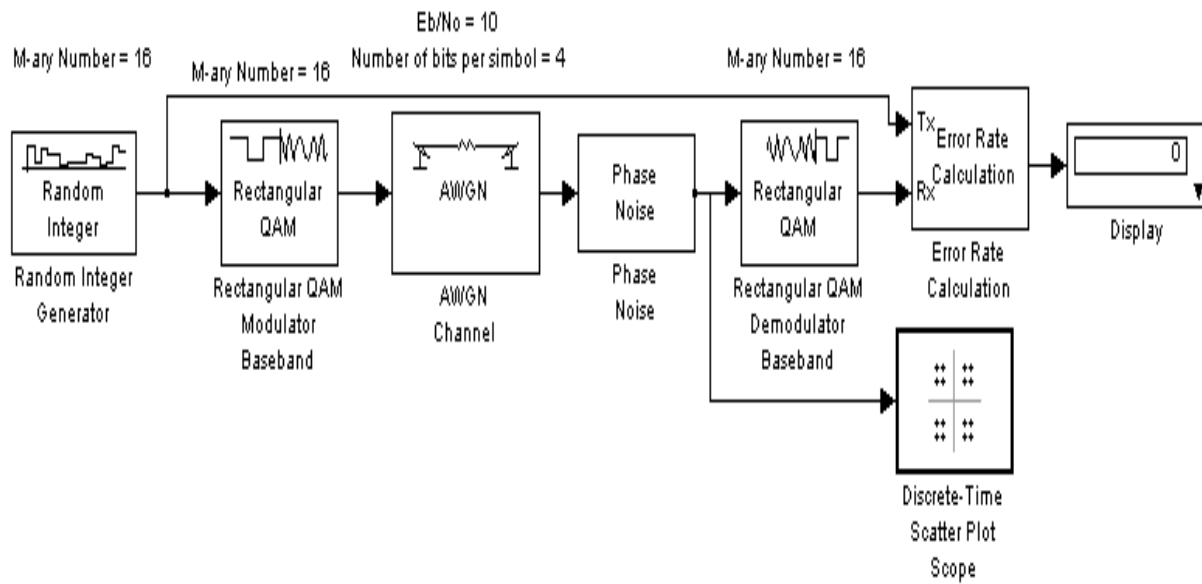 Eb/No = 10
M-ary Number = 16
M-ary Number = 16
Number of bits per simbol = 4
M-ary Number = 16
Random
Integer
Random Integer
Generator
Rectangular
QAM
Rectangular QAM
Modulator
Baseband
AWGN
AWGN
Channel
Phase
Noise
Phase
Noise
Rectangular
QAM
Rectangular QAM
Demodulator
Baseband
Tx
Rx
Error Rate
Calculation
Error Rate
Calculation
0
Display
Discrete-Time
Scatter Plot
Scope